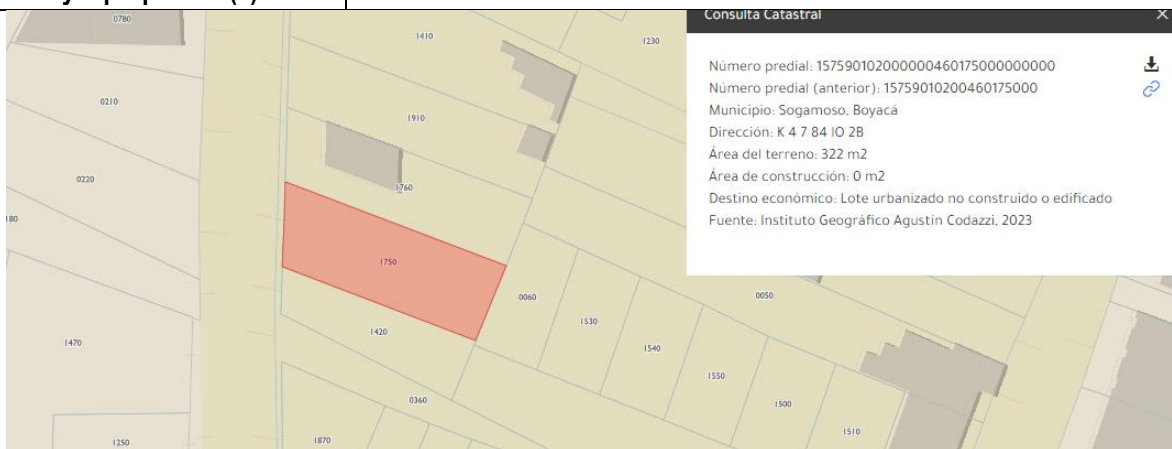 Consulta Catastral
Número predial: 157590102000000460175000000000
Número predial (anterior): 15759010200460175000
Municipio: Sogamoso, Boyacá
Dirección: K 4 7 84 IO 2B
Área del terreno: 322 m2
Área de construcción: 0 m2
Destino económico: Lote urbanizado no construido o edificado
Fuente: Instituto Geográfico Agustín Codazzi, 2023
0780
1410
1230
0210
1910
0220
1760
180
1750
0060
0050
1530
1420
1470
1540
1550
0360
1500
1510
1250
1870